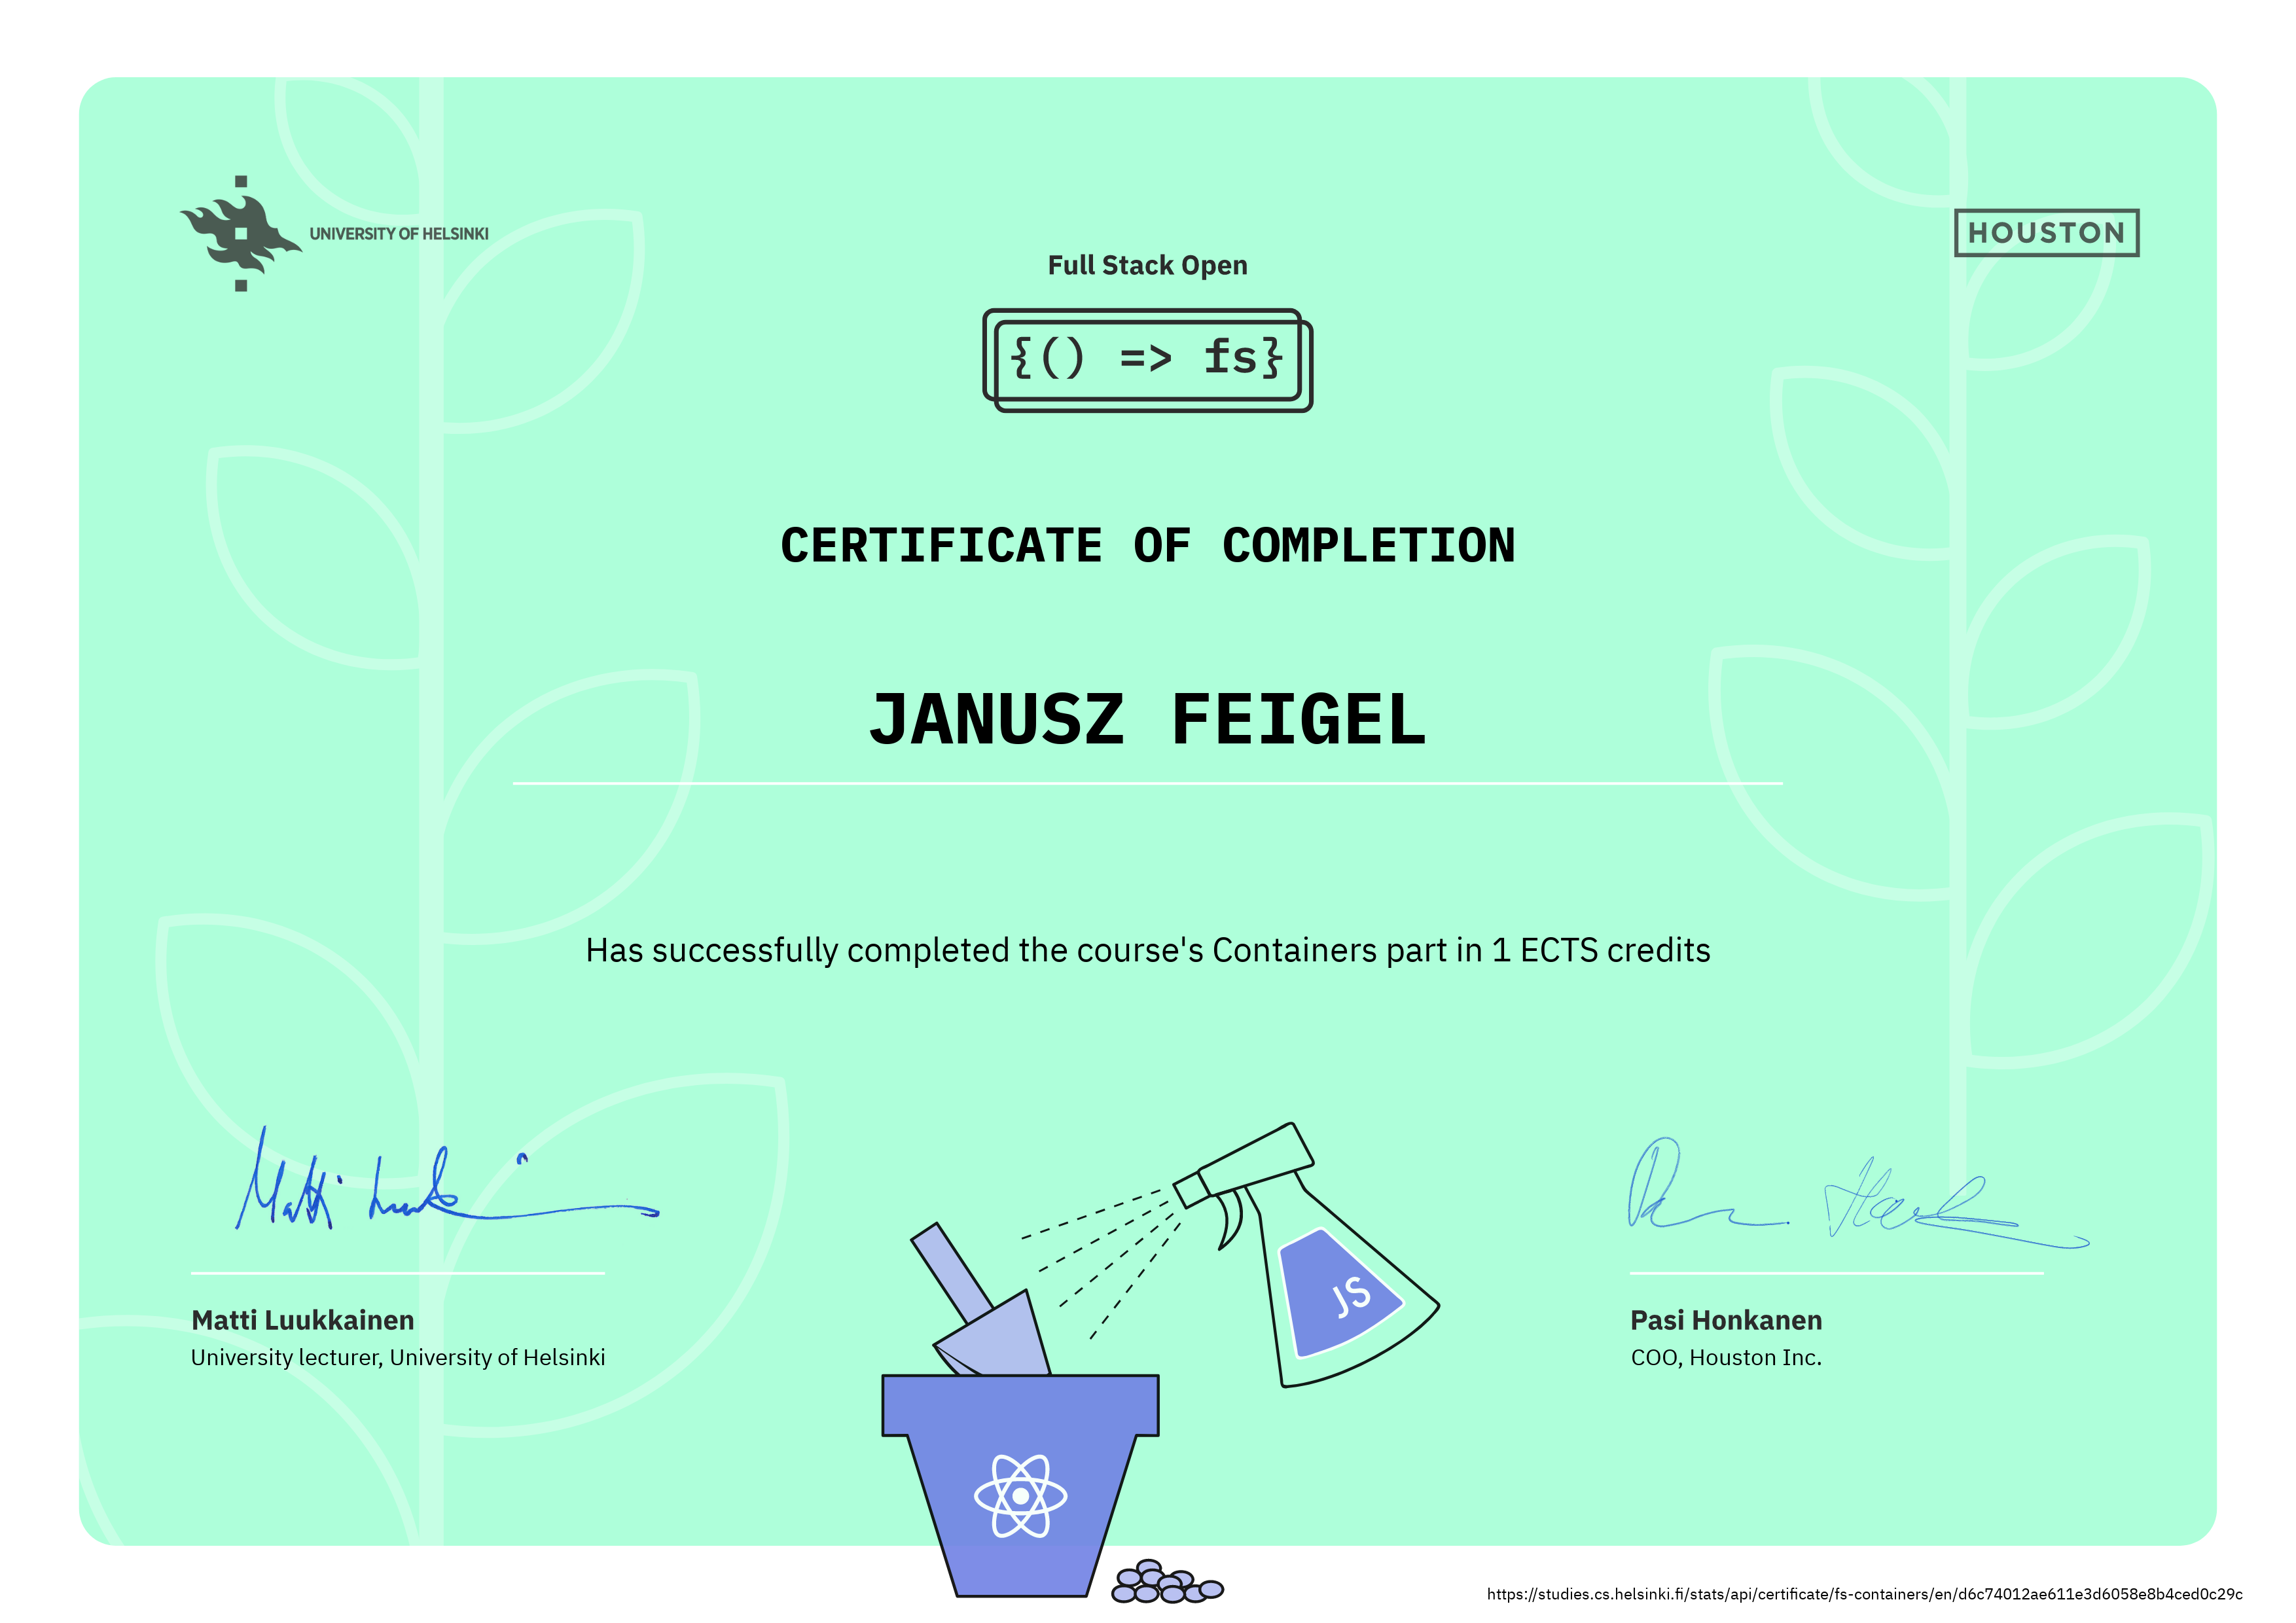 UNIVERSITY OF HELSINKI
HOUSTON
Full Stack Open
{() => fs}
CERTIFICATE OF COMPLETION
JANUSZ FEIGEL
Has successfully completed the course's Containers part in 1 ECTS credits
JS
Matti Luukkainen
University lecturer, University of Helsinki
Pasi Honkanen
COO, Houston Inc.
https://studies.cs.helsinki.fi/stats/api/certificate/fs-containers/en/d6c74012ae611e3d6058e8b4ced0c29c